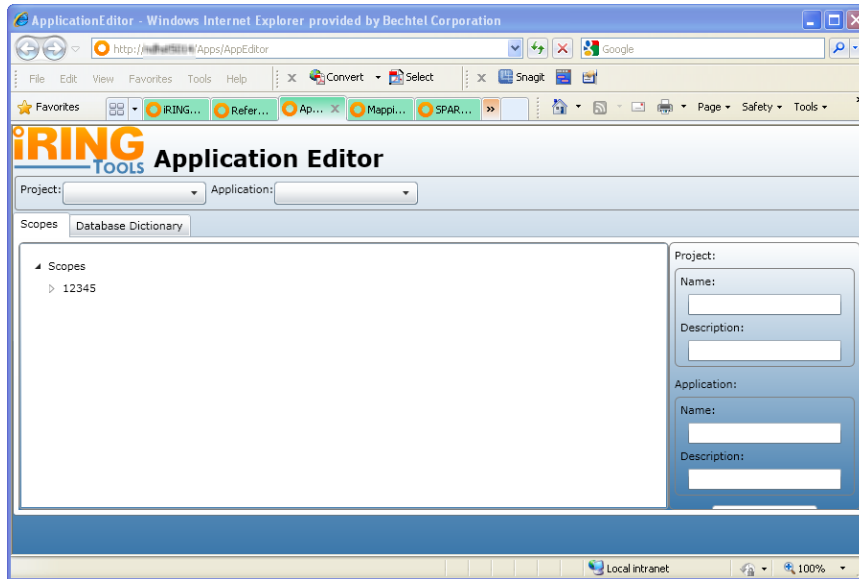 ApplicationEditor - Windows Internet Explorer provided by Bechtel Corporation
http:// /Apps/AppEditor
Google
File Edit View Favorites Tools Help x Convert Select x Snagit
Favorites iRING... Refer... Ap... Mappi... SPAR... Page Safety Tools
iRING TOOLS Application Editor
Project: Application:
Scopes Database Dictionary
Scopes
12345
Project:
Name:
Description:
Application:
Name:
Description:
Local intranet 100%